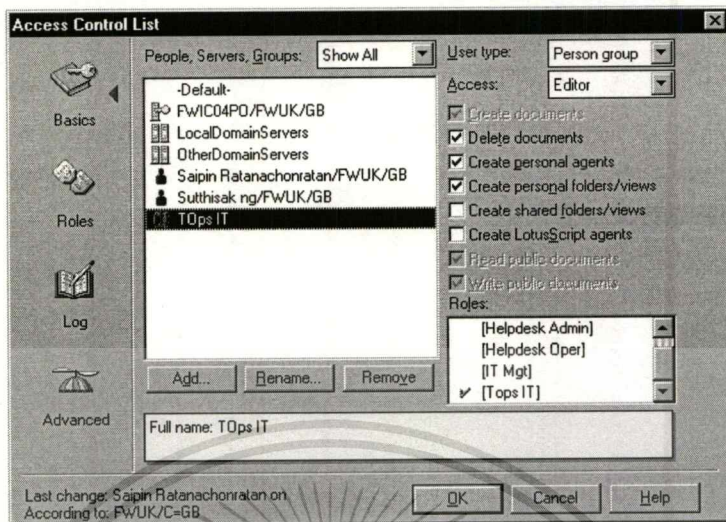 Access Control List
Basics
Roles
Log
Advanced
People, Servers, Groups: Show All
-Default-
FWIC04PO/FWUK/GB
LocalDomainServers
OtherDomainServers
Saipin Ratanachonratan/FWUK/GB
Sutthisak ng/FWUK/GB
TOps IT
Add... Rename... Remove
User type: Person group
Access: Editor
Create documents
Delete documents
Create personal agents
Create personal folders/views
Create shared folders/views
Create LotusScript agents
Read public documents
Write public documents
Roles:
[Helpdesk Admin]
[Helpdesk Oper]
[IT Mgt]
[Tops IT]
Full name: TOps IT
Last change: Saipin Ratanachonratan on
According to: FWUK/C=GB
OK Cancel Help